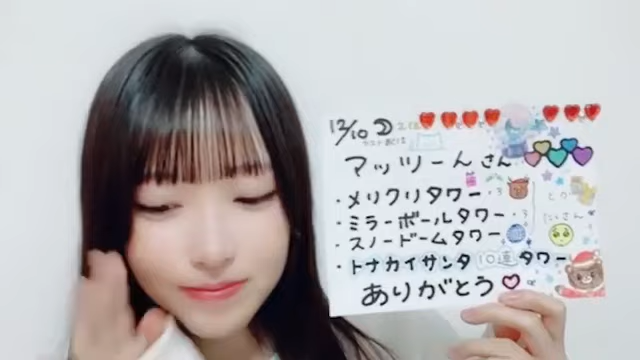 12/10
マッツーんさん
・メリクリタワー・3
・ミラーボールタワー・3
・スノードームタワー
・トナカイサンタ 10連 タワー
ありがとう